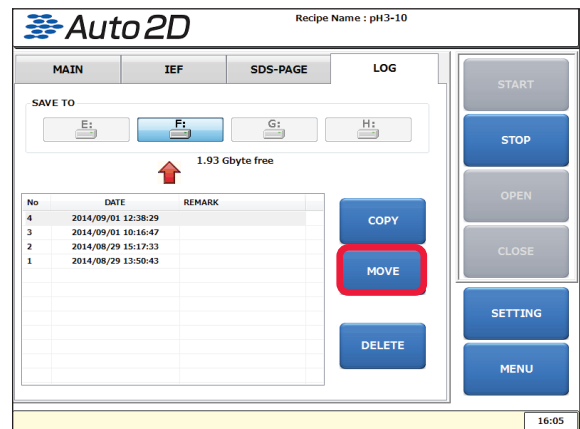 Auto2D
Recipe Name : pH3-10
MAIN
IEF
SDS-PAGE
LOG
SAVE TO
E:
F:
G:
H:
1.93 Gbyte free
No DATE REMARK
4 2014/09/01 12:38:29
3 2014/09/01 10:16:47
2 2014/08/29 15:17:33
1 2014/08/29 13:50:43
COPY
MOVE
DELETE
START
STOP
OPEN
CLOSE
SETTING
MENU
16:05